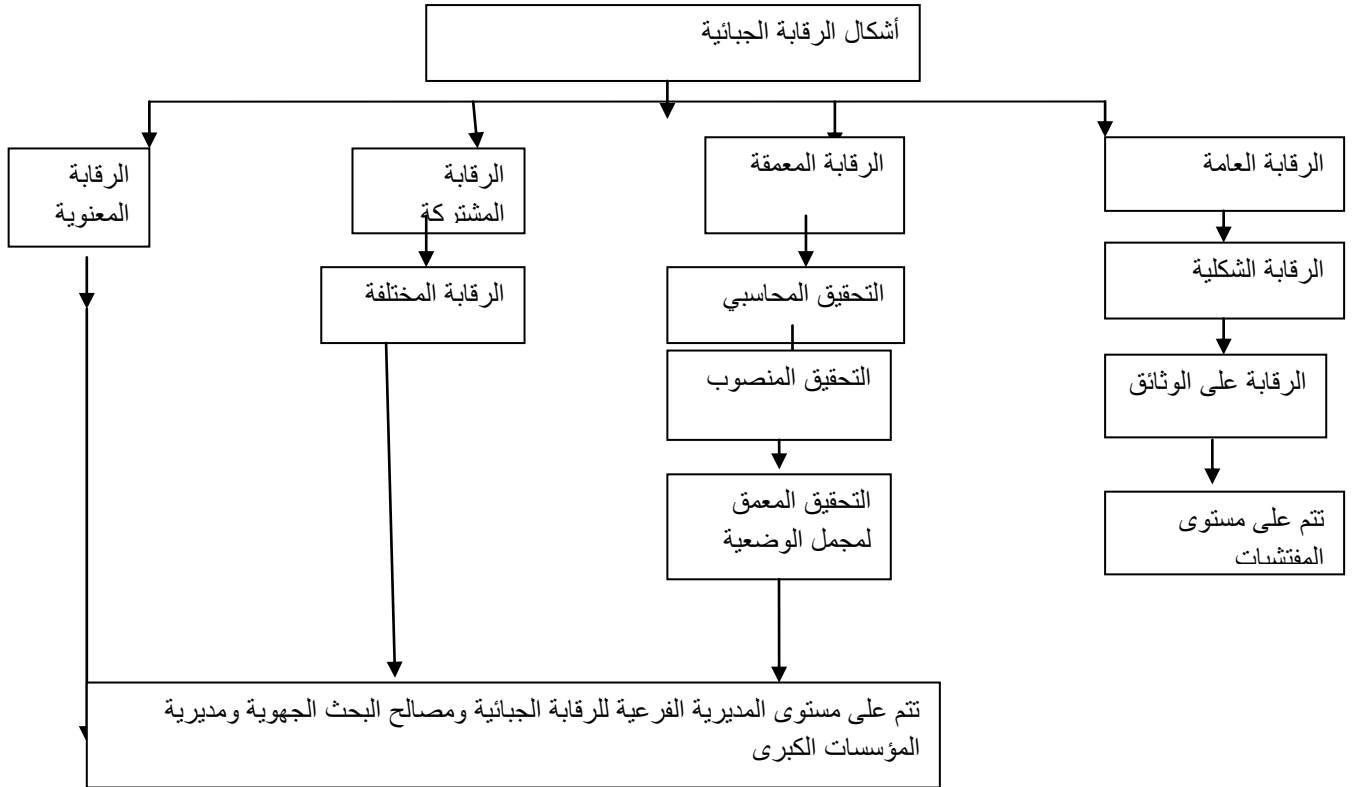 أشكال الرقابة الجبائية
الرقابة العامة
الرقابة المعمقة
الرقابة
المشتركة
الرقابة
المعنوية
الرقابة الشكلية
التحقيق المحاسبي
الرقابة المختلفة
الرقابة على الوثائق
التحقيق المنصوب
تتم على مستوى
المفتشيات
التحقيق المعمق
لمجمل الوضعية
تتم على مستوى المديرية الفرعية للرقابة الجبائية ومصالح البحث الجهوية ومديرية
المؤسسات الكبرى